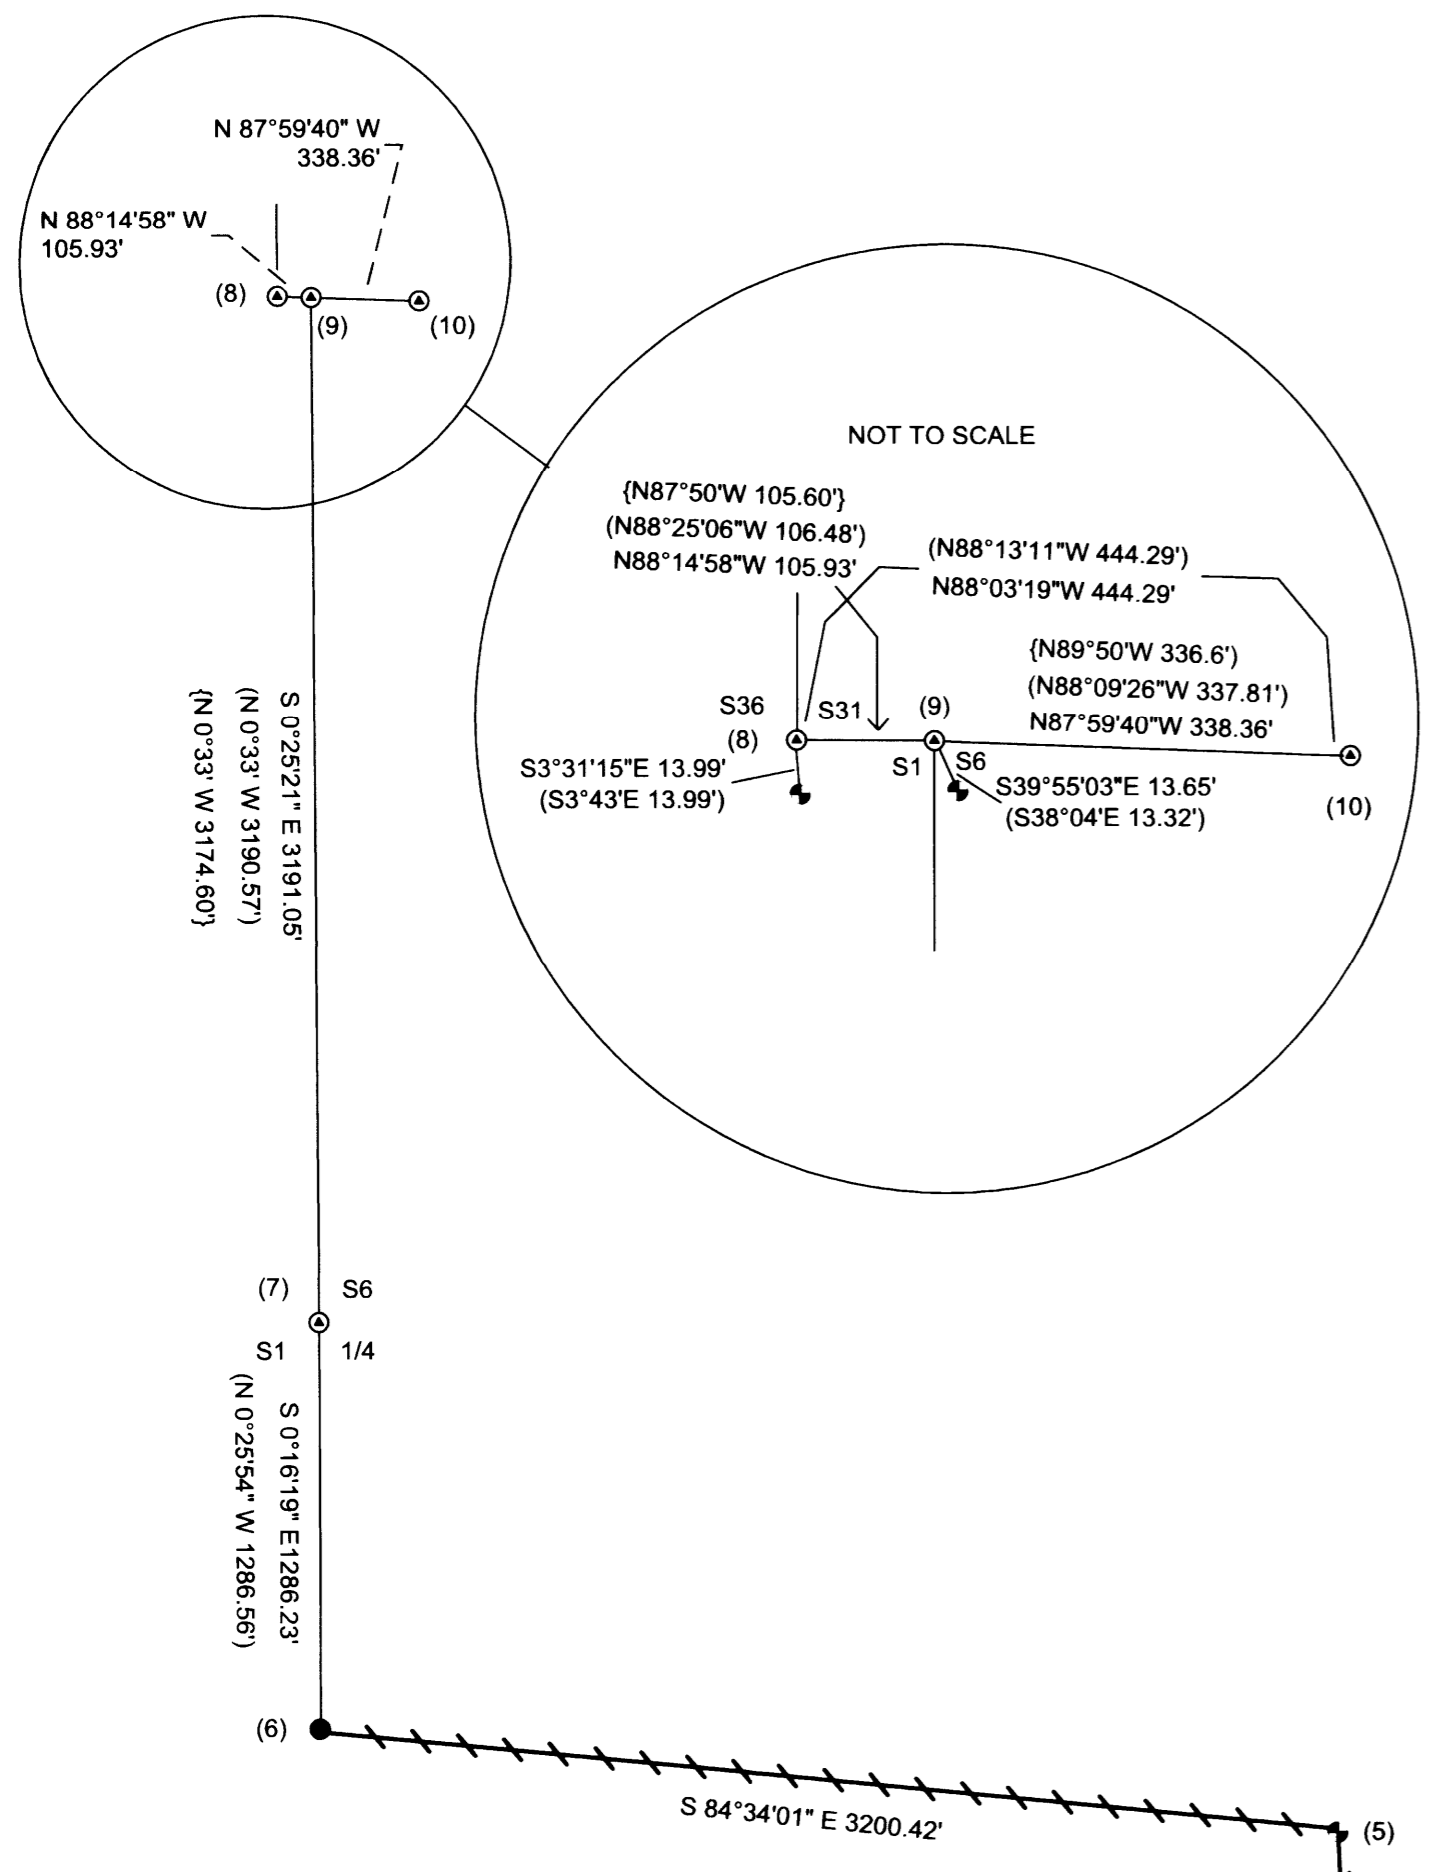 N 87°59'40" W
338.36'
N 88°14'58" W
105.93'
(8)
(9)
(10)
NOT TO SCALE
{N87°50'W 105.60'}
(N88°25'06"W 106.48')
N88°14'58"W 105.93'
(N88°13'11"W 444.29')
N88°03'19"W 444.29'
{N89°50'W 336.6')
(N88°09'26"W 337.81')
N87°59'40"W 338.36'
S36
S31
(9)
(8)
S1
S6
S3°31'15"E 13.99'
(S3°43'E 13.99')
S39°55'03"E 13.65'
(S38°04'E 13.32')
(10)
S 0°25'21" E 3191.05'
(N 0°33' W 3190.57')
{N 0°33' W 3174.60'}
(7)
S6
S1
1/4
S 0°16'19" E1286.23'
(N 0°25'54" W 1286.56')
(6)
S 84°34'01" E 3200.42'
(5)